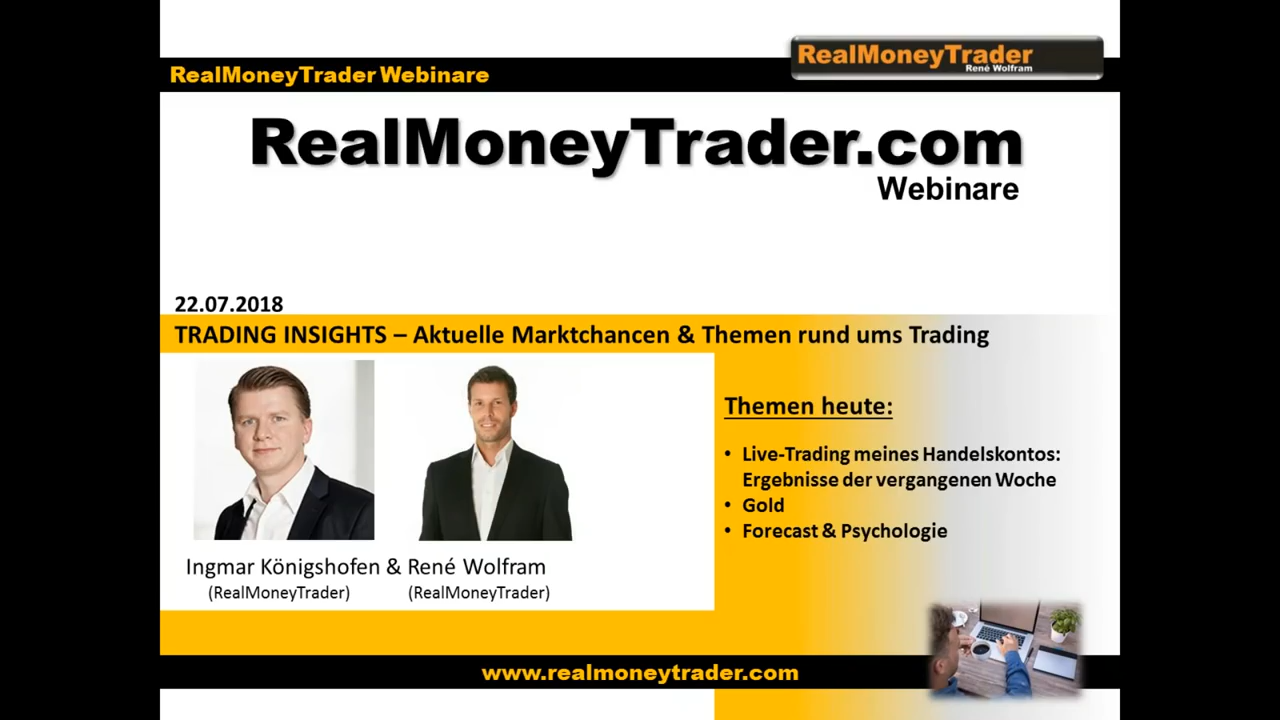 RealMoneyTrader Webinare
RealMoneyTrader
René Wolfram
RealMoneyTrader.com
Webinare
22.07.2018
TRADING INSIGHTS – Aktuelle Marktchancen & Themen rund ums Trading
Themen heute:
• Live-Trading meines Handelskontos:
Ergebnisse der vergangenen Woche
• Gold
• Forecast & Psychologie
Ingmar Königshofen & René Wolfram
(RealMoneyTrader) (RealMoneyTrader)
www.realmoneytrader.com